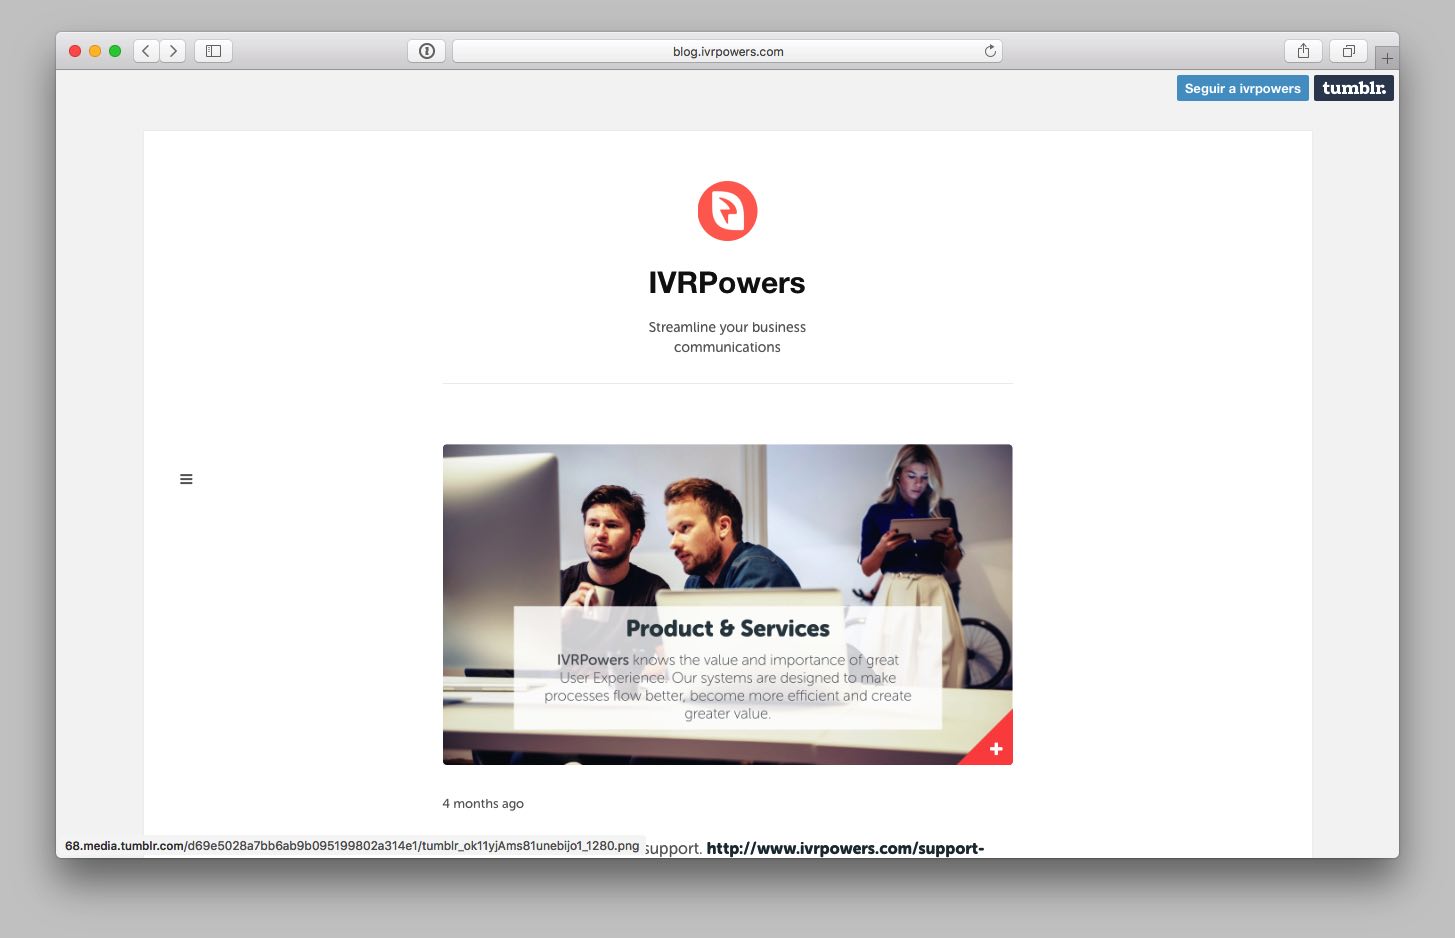 blog.ivrpowers.com
Seguir a ivrpowers
tumblr.
IVRPowers
Streamline your business
communications
Product & Services
IVRPowers knows the value and importance of great
User Experience. Our systems are designed to make
processes flow better, become more efficient and create
greater value.
4 months ago
support. http://www.ivrpowers.com/support-
68.media.tumblr.com/d69e5028a7bb6ab9b095199802a314e1/tumblr_ok11yjAms81unebijo1_1280.png